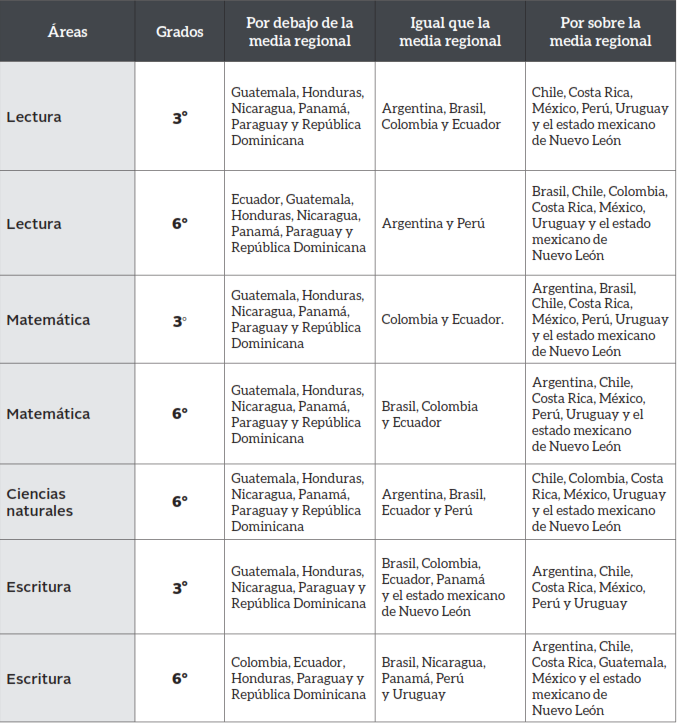 Áreas
Grados
Por debajo de la
media regional
Igual que la
media regional
Por sobre la
media regional
Lectura
3°
Guatemala, Honduras,
Nicaragua, Panamá,
Paraguay y República
Dominicana
Argentina, Brasil,
Colombia y Ecuador
Chile, Costa Rica,
México, Perú, Uruguay
y el estado mexicano
de Nuevo León
Lectura
6°
Ecuador, Guatemala,
Honduras, Nicaragua,
Panamá, Paraguay y
República Dominicana
Argentina y Perú
Brasil, Chile, Colombia,
Costa Rica, México,
Uruguay y el estado
mexicano de
Nuevo León
Matemática
3°
Guatemala, Honduras,
Nicaragua, Panamá,
Paraguay y República
Dominicana
Colombia y Ecuador.
Argentina, Brasil,
Chile, Costa Rica,
México, Perú, Uruguay
y el estado mexicano
de Nuevo León
Matemática
6°
Guatemala, Honduras,
Nicaragua, Panamá,
Paraguay y República
Dominicana
Brasil, Colombia
y Ecuador
Argentina, Chile,
Costa Rica, México,
Perú, Uruguay y el
estado mexicano
de Nuevo León
Ciencias
naturales
6°
Guatemala, Honduras,
Nicaragua, Panamá,
Paraguay y República
Dominicana
Argentina, Brasil,
Ecuador y Perú
Chile, Colombia, Costa
Rica, México, Uruguay
y el estado mexicano
de Nuevo León
Escritura
3°
Guatemala, Honduras,
Nicaragua, Paraguay y
República Dominicana
Brasil, Colombia,
Ecuador, Panamá
y el estado mexicano
de Nuevo León
Argentina, Chile,
Costa Rica, México,
Perú y Uruguay
Escritura
6°
Colombia, Ecuador,
Honduras, Paraguay y
República Dominicana
Brasil, Nicaragua,
Panamá, Perú
y Uruguay
Argentina, Chile,
Costa Rica, Guatemala,
México y el estado
mexicano de
Nuevo León